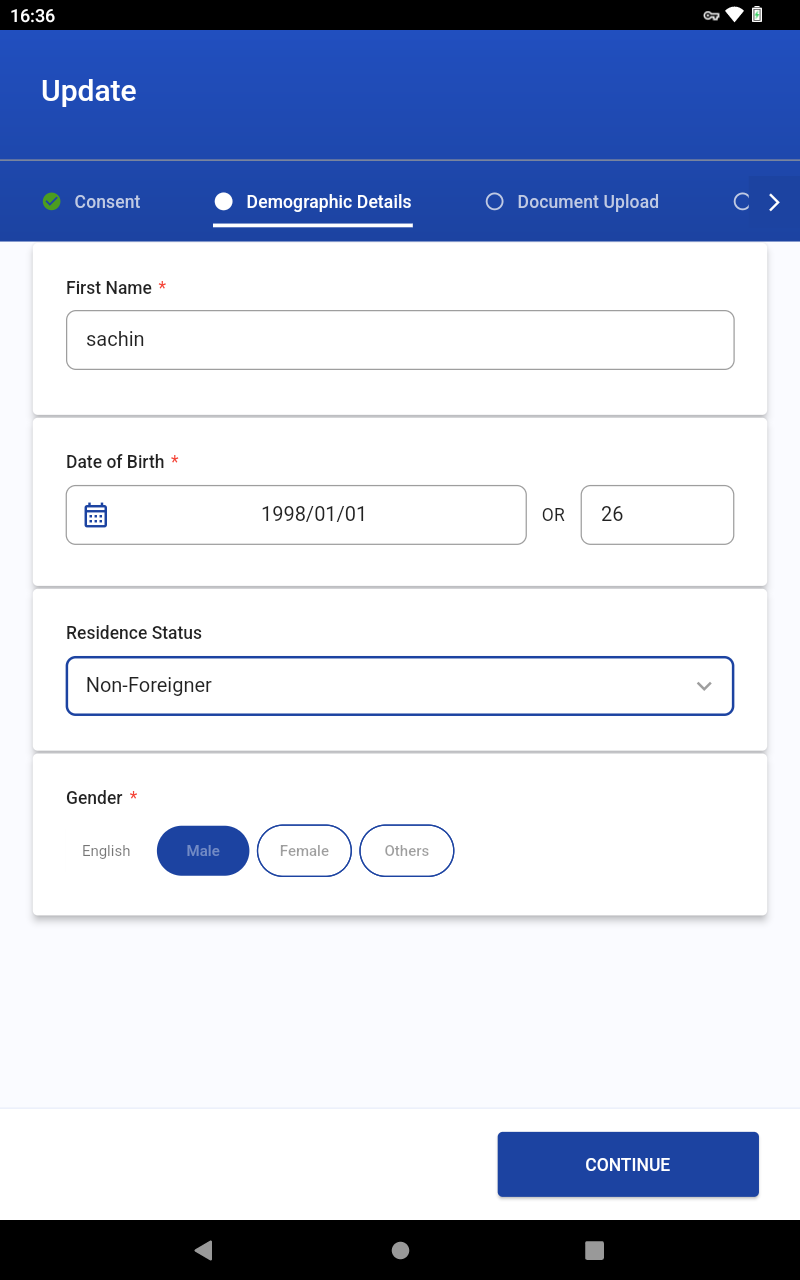 16:36
Update
Consent
Demographic Details
Document Upload
First Name *
sachin
Date of Birth *
1998/01/01
OR
26
Residence Status
Non-Foreigner
Gender *
English
Male
Female
Others
CONTINUE